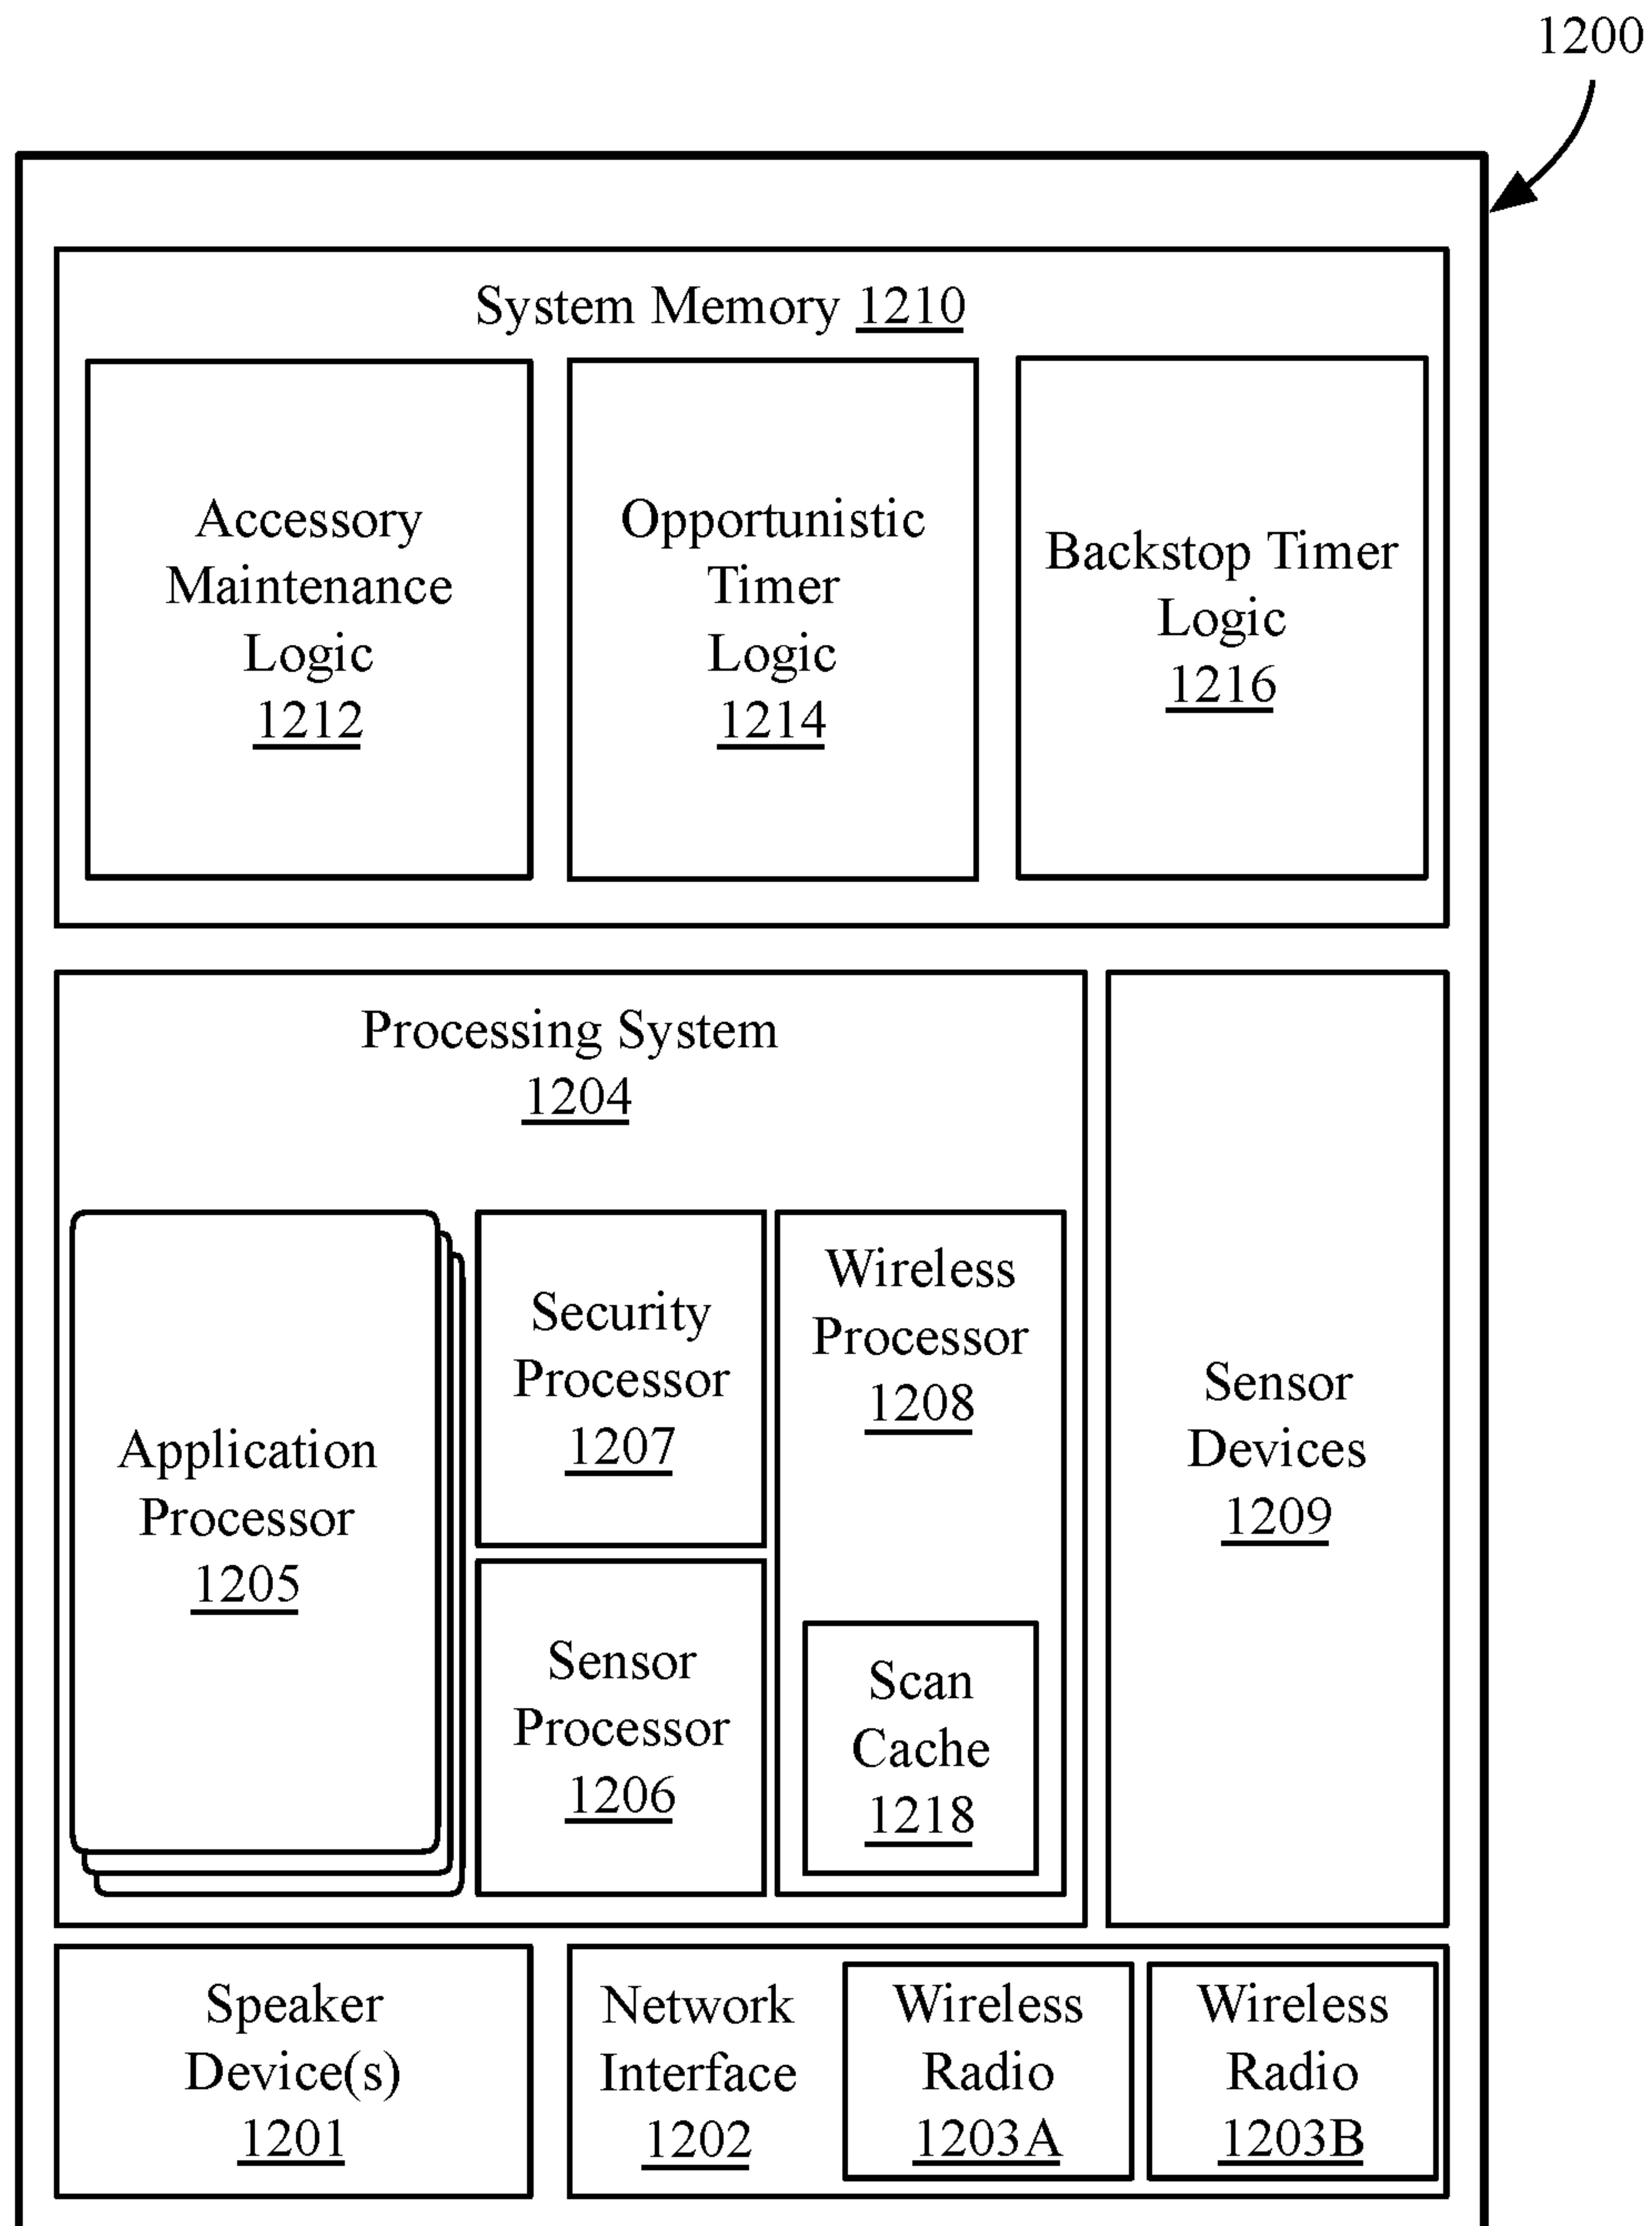 1200
System Memory 1210
Accessory
Maintenance
Logic
1212
Opportunistic
Timer
Logic
1214
Backstop Timer
Logic
1216
Processing System
1204
Application
Processor
1205
Security
Processor
1207
Sensor
Processor
1206
Wireless
Processor
1208
Scan
Cache
1218
Sensor
Devices
1209
Speaker
Device(s)
1201
Network
Interface
1202
Wireless
Radio
1203A
Wireless
Radio
1203B